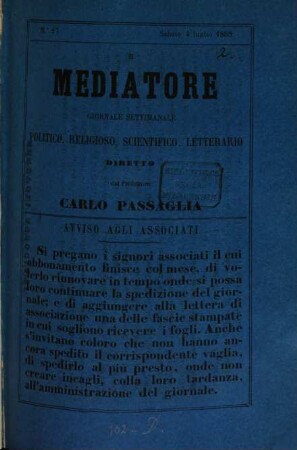 N. 27 Sabato 4 luglio 1863
2.
IL
MEDIATORE
GIORNALE SETTIMANALE
POLITICO, RELIGIOSO, SCIENTIFICO, LETTERARIO
DIRETTO
dal Professore
CARLO PASSAGLIA
AVVISO AGLI ASSOCIATI
Si pregano i signori associati il cui
abbonamento finisce col mese, di vo-
lerlo rinnovare in tempo onde si possa
loro continuare la spedizione del gior-
nale; e di aggiungere alla lettera di
associazione una delle fascie stampate
in cui sogliono ricevere i fogli. Anche
s'invitano coloro che non hanno an-
cora spedito il corrispondente vaglia,
di spedirlo al più presto, onde non
creare incagli, colla loro tardanza,
all'amministrazione del giornale.